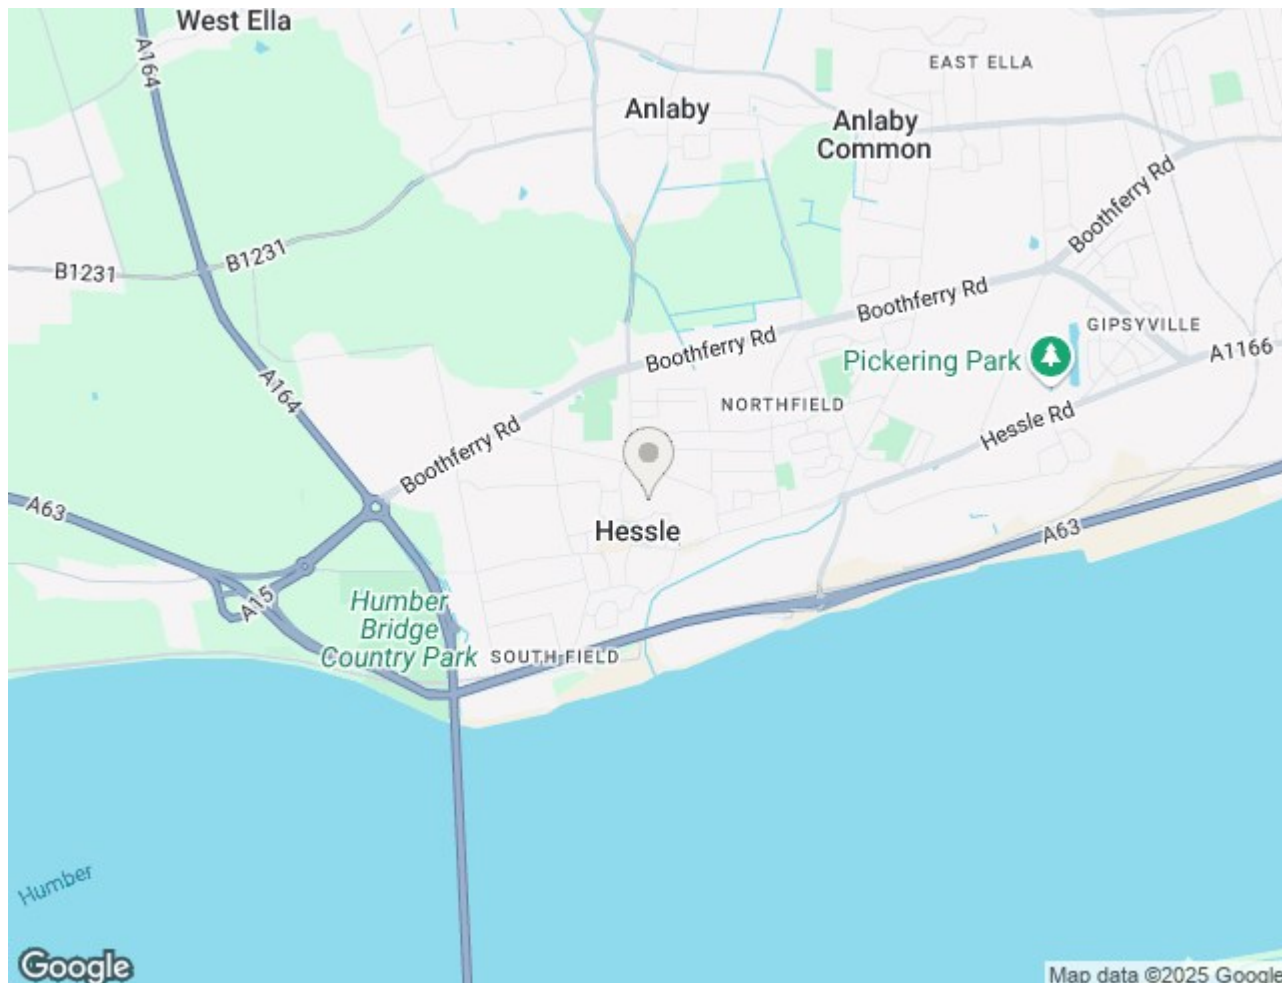 West Ella
A164
EAST ELLA
Anlaby
Anlaby
Common
Boothferry Rd
B1231
B1231
Boothferry Rd
GIPSYVILLE
Boothferry Rd
A1166
Pickering Park
A164
NORTHFIELD
Hessle Rd
Boothferry Rd
A63
Hessle
A63
A15
Humber
Bridge
Country Park
SOUTH FIELD
Humber
Google
Map data ©2025 Google